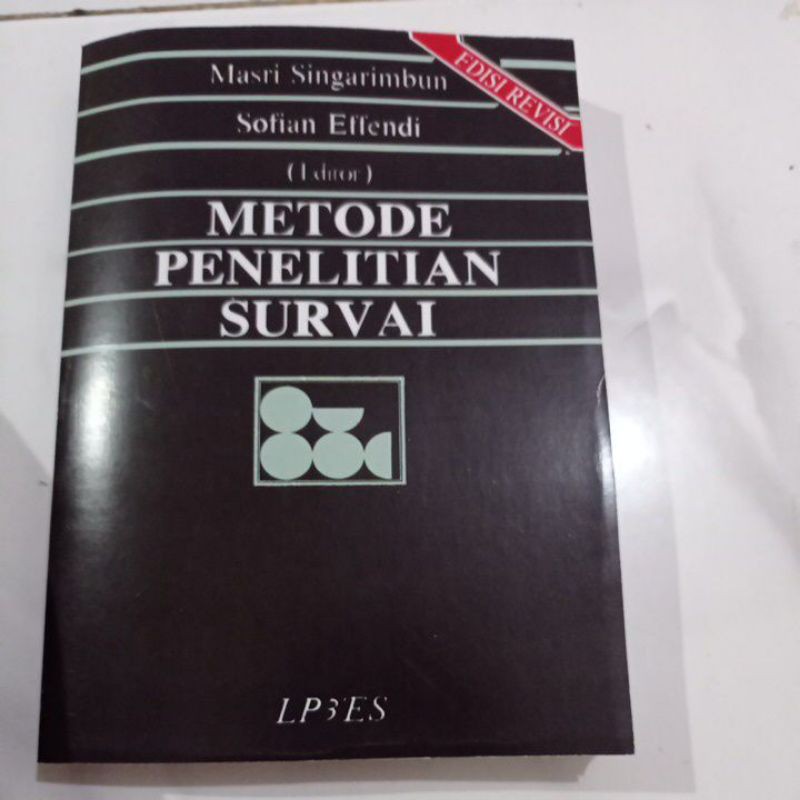 Masri Singarimbun
EDISI REVISI
Sofian Effendi
(Editor)
METODE
PENELITIAN
SURVAI
LP3ES